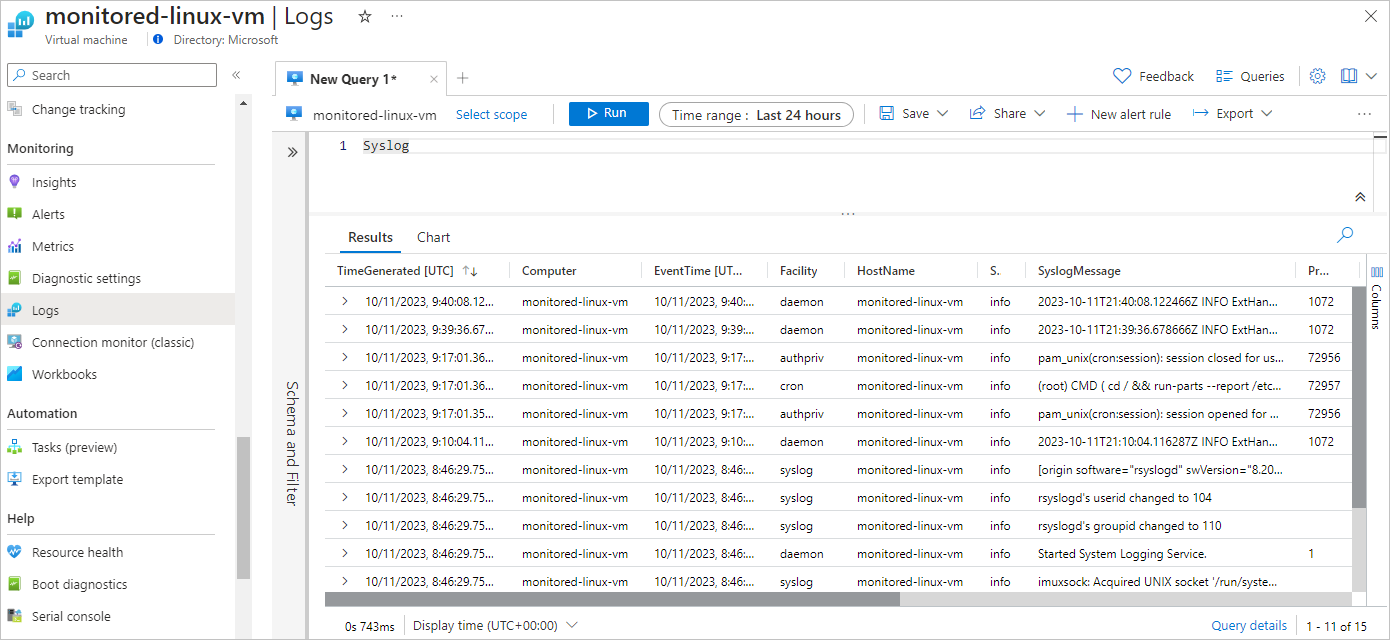 monitored-linux-vm | Logs ☆ ···
Virtual machine Directory: Microsoft
Search «
Change tracking
Monitoring
Insights
Alerts
Metrics
Diagnostic settings
Logs
Connection monitor (classic)
Workbooks
Automation
Tasks (preview)
Export template
Help
Resource health
Boot diagnostics
Serial console
New Query 1*
Feedback Queries
monitored-linux-vm Select scope Run Time range : Last 24 hours Save Share New alert rule Export ···
1 Syslog
Schema and Filter
Results Chart
TimeGenerated [UTC] Computer EventTime [UT... Facility HostName S. SyslogMessage Pr...
10/11/2023, 9:40:08.12... monitored-linux-vm 10/11/2023, 9:40:... daemon monitored-linux-vm info 2023-10-11T21:40:08.122466Z INFO ExtHan... 1072
10/11/2023, 9:39:36.67... monitored-linux-vm 10/11/2023, 9:39:... daemon monitored-linux-vm info 2023-10-11T21:39:36.678666Z INFO ExtHan... 1072
10/11/2023, 9:17:01.36... monitored-linux-vm 10/11/2023, 9:17:... authpriv monitored-linux-vm info pam_unix(cron:session): session closed for us... 72956
10/11/2023, 9:17:01.36... monitored-linux-vm 10/11/2023, 9:17:... cron monitored-linux-vm info (root) CMD ( cd / && run-parts --report /etc... 72957
10/11/2023, 9:17:01.35... monitored-linux-vm 10/11/2023, 9:17:... authpriv monitored-linux-vm info pam_unix(cron:session): session opened for ... 72956
10/11/2023, 9:10:04.11... monitored-linux-vm 10/11/2023, 9:10:... daemon monitored-linux-vm info 2023-10-11T21:10:04.116287Z INFO ExtHan... 1072
10/11/2023, 8:46:29.75... monitored-linux-vm 10/11/2023, 8:46:... syslog monitored-linux-vm info [origin software="rsyslogd" swVersion="8.20...
10/11/2023, 8:46:29.75... monitored-linux-vm 10/11/2023, 8:46:... syslog monitored-linux-vm info rsyslogd's userid changed to 104
10/11/2023, 8:46:29.75... monitored-linux-vm 10/11/2023, 8:46:... syslog monitored-linux-vm info rsyslogd's groupid changed to 110
10/11/2023, 8:46:29.75... monitored-linux-vm 10/11/2023, 8:46:... daemon monitored-linux-vm info Started System Logging Service. 1
10/11/2023, 8:46:29.75... monitored-linux-vm 10/11/2023, 8:46:... syslog monitored-linux-vm info imuxsock: Acquired UNIX socket '/run/syste...
Columns
0s 743ms Display time (UTC+00:00) Query details 1 - 11 of 15